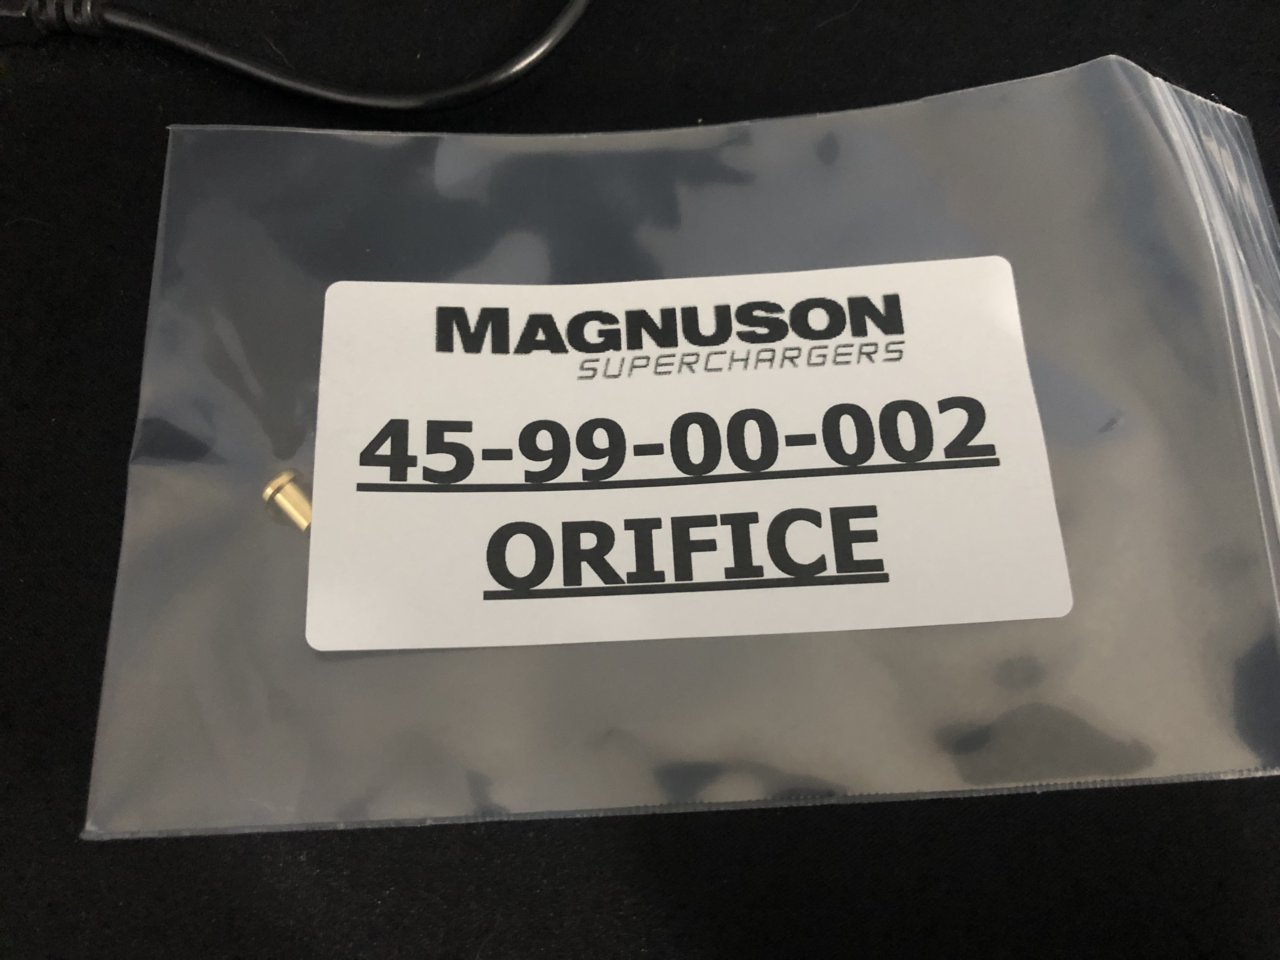 MAGNUSON
SUPERCHARGERS
45-99-00-002
ORIFICE